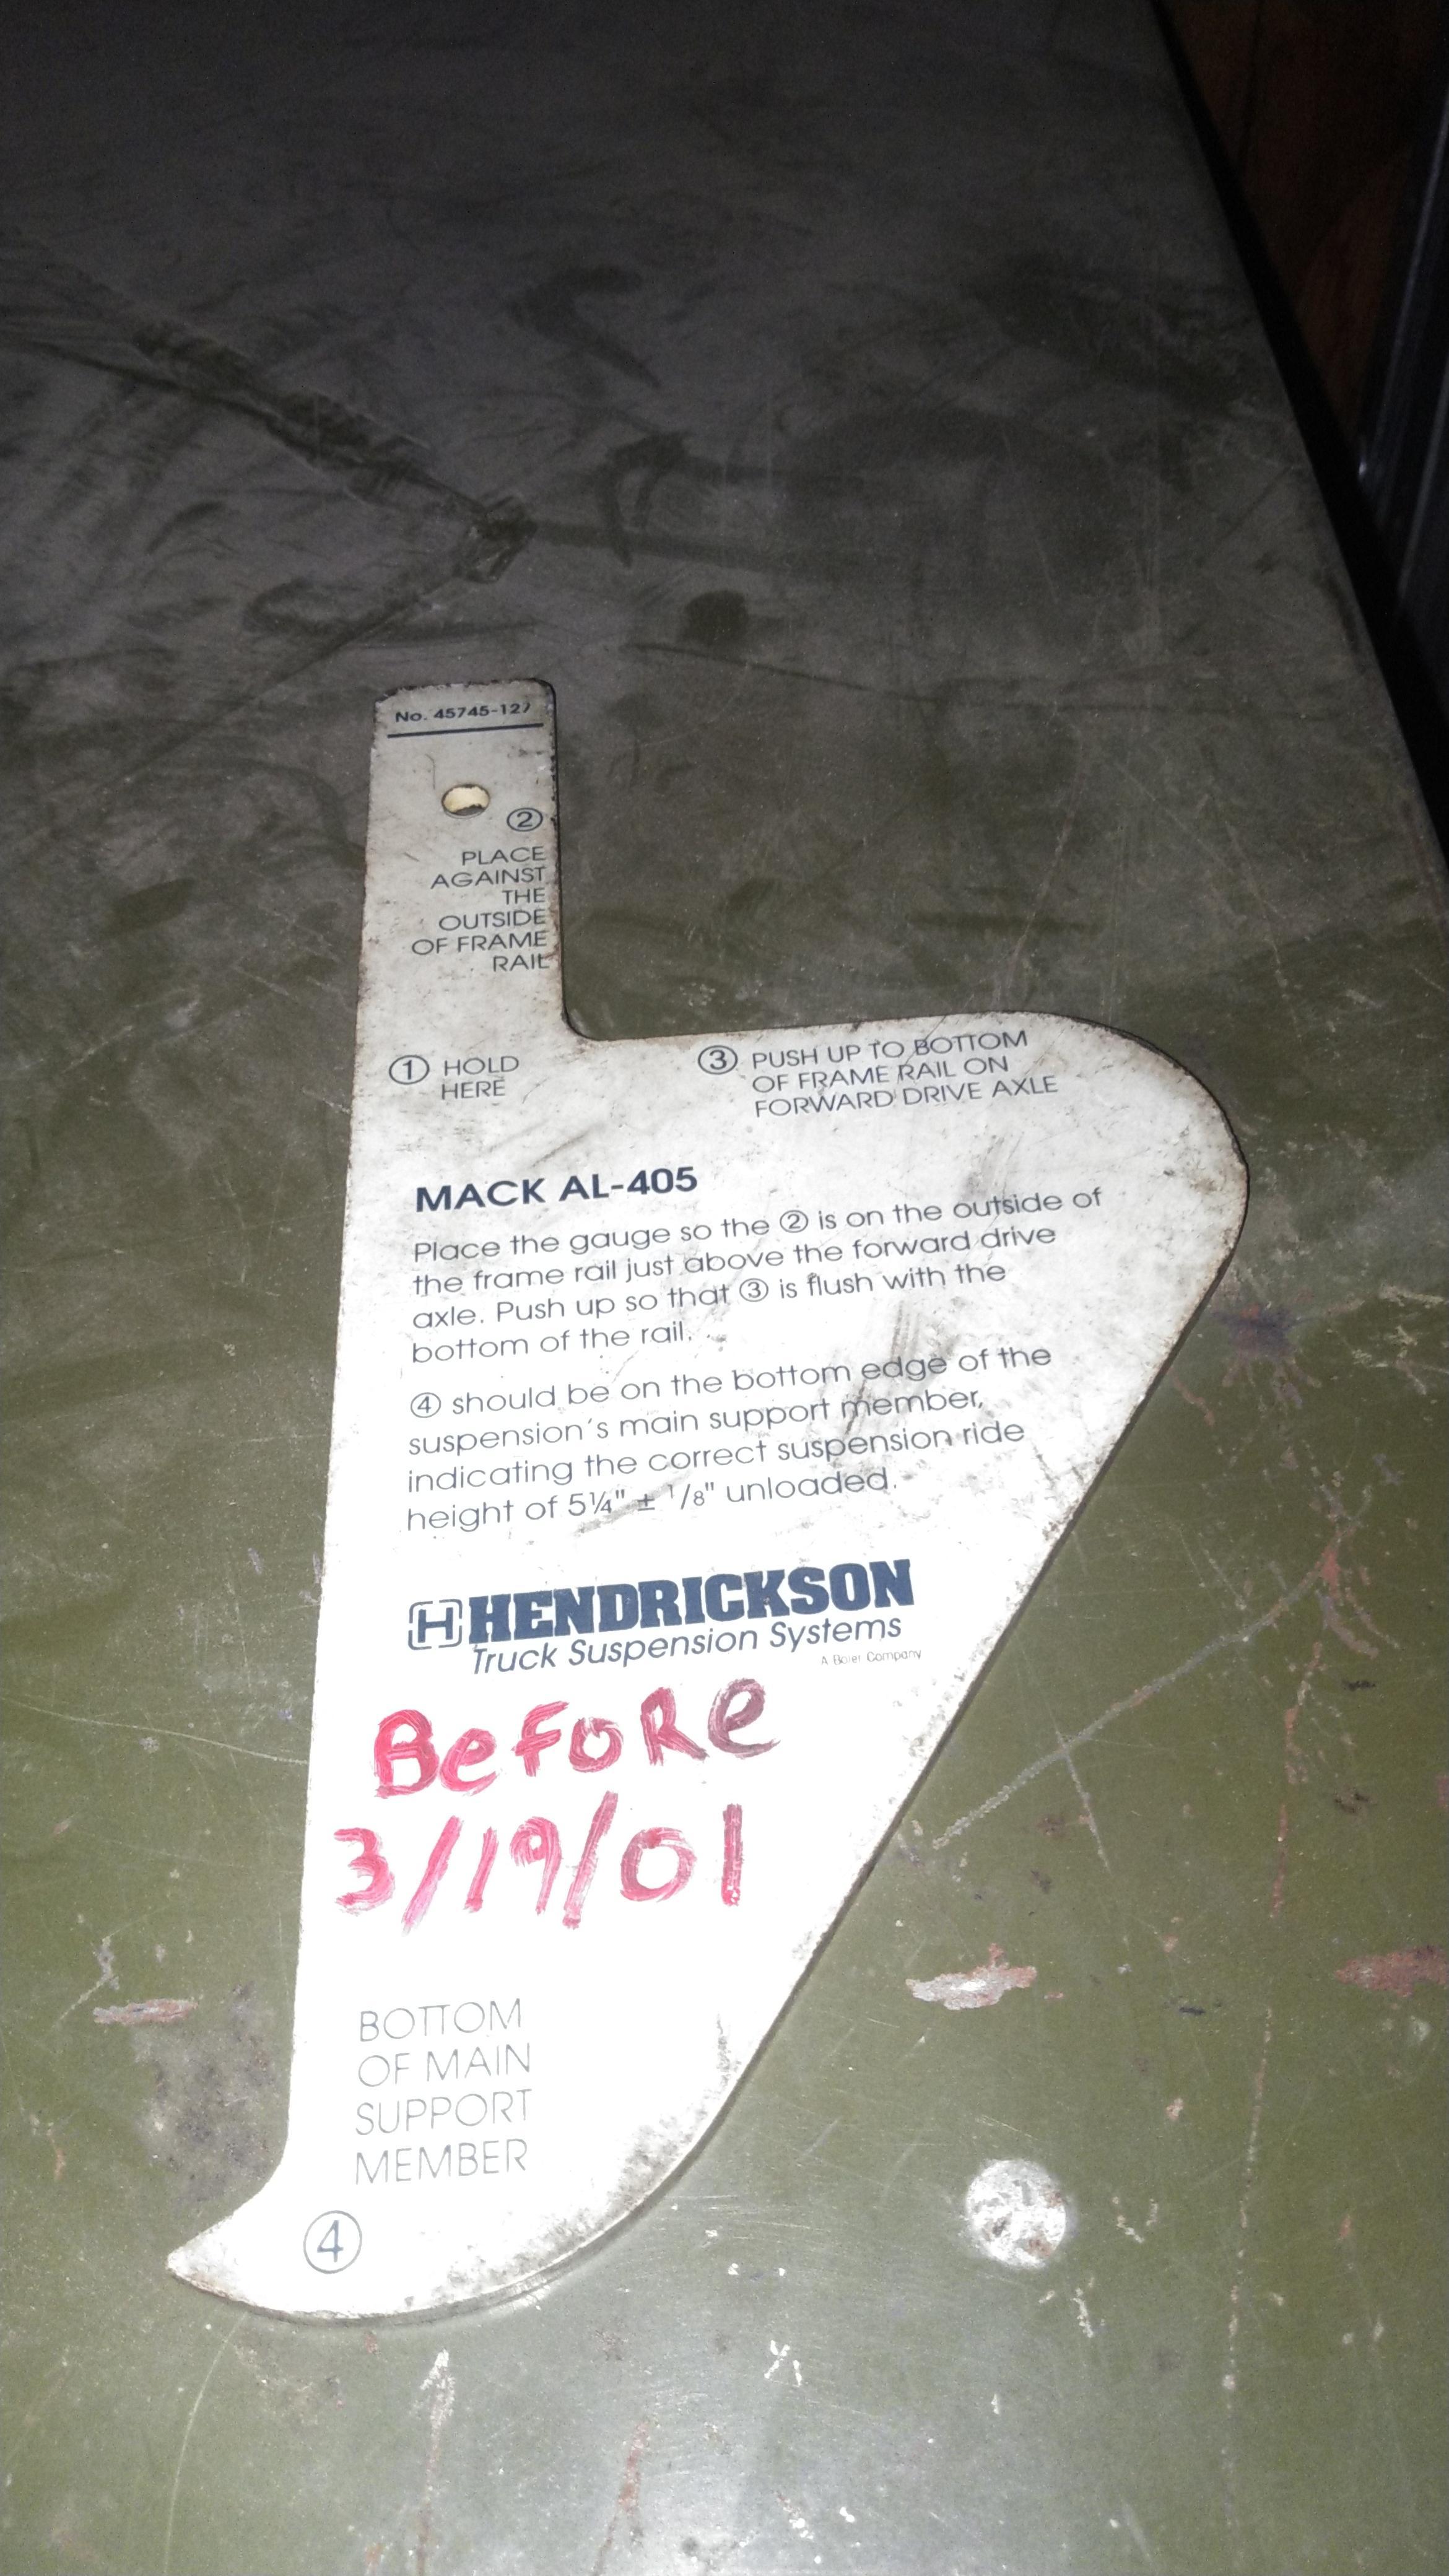 No. 45745-127
②
PLACE
AGAINST
THE
OUTSIDE
OF FRAME
RAIL
① HOLD
HERE
③ PUSH UP TO BOTTOM
OF FRAME RAIL ON
FORWARD DRIVE AXLE
MACK AL-405
Place the gauge so the ② is on the outside of
the frame rail just above the forward drive
axle. Push up so that ③ is flush with the
bottom of the rail.
④ should be on the bottom edge of the
suspension's main support member,
indicating the correct suspension ride
height of 5¼" ± 1/8" unloaded.
H HENDRICKSON
Truck Suspension Systems
A Boler Company
BeFoRe
3/19/01
BOTTOM
OF MAIN
SUPPORT
MEMBER
④